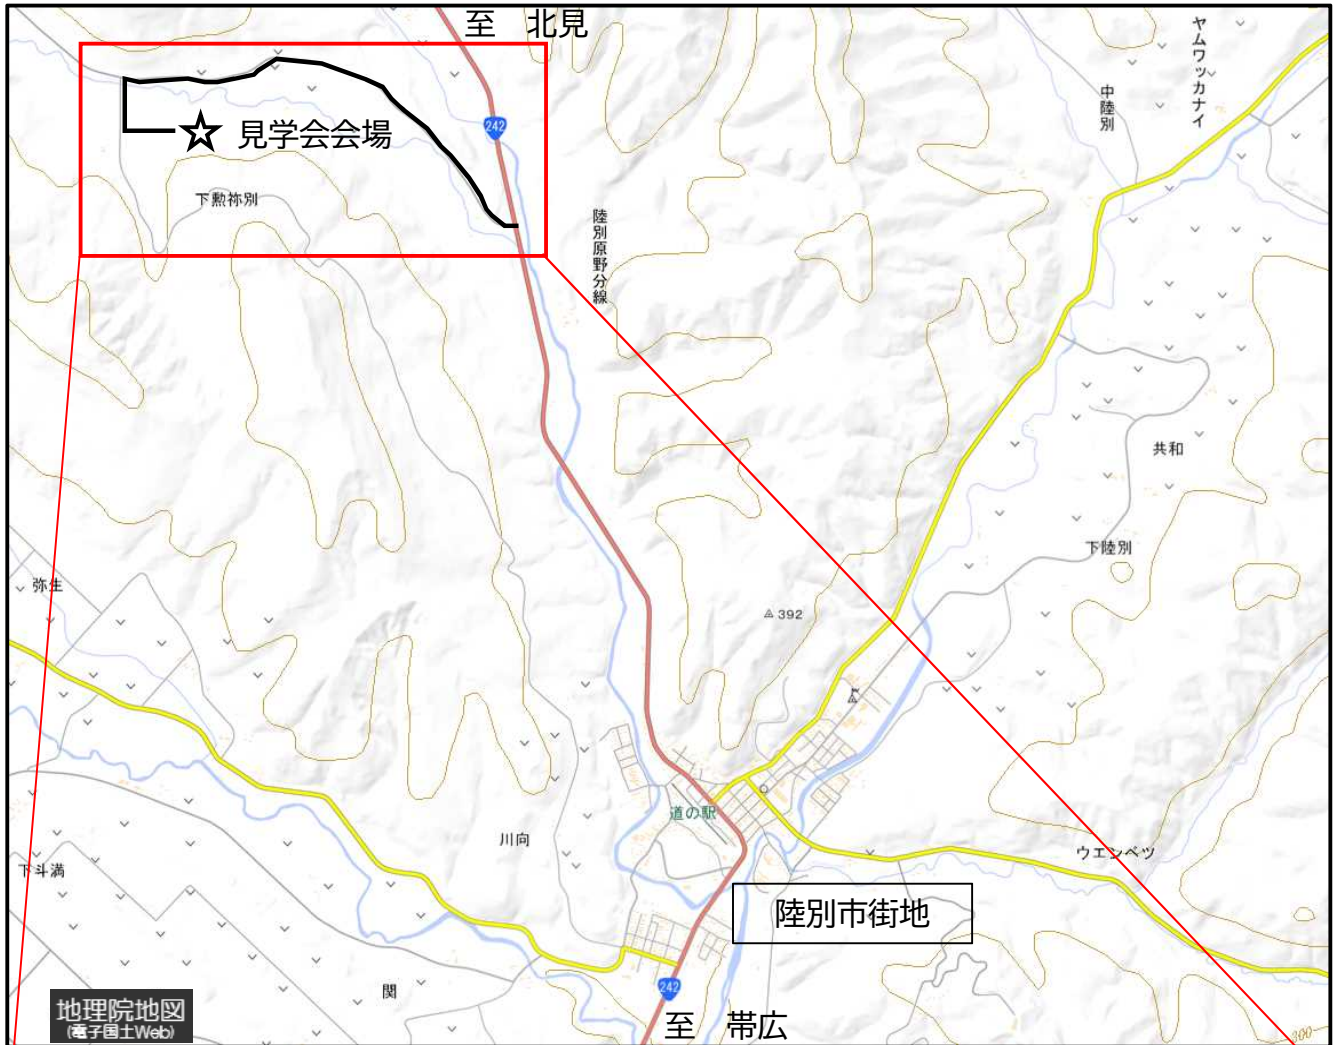 至　北見
ヤムワッカナイ
中陸別
242
☆ 見学会会場
下勲祢別
陸別原野分線
共和
下陸別
弥生
392
道の駅
川向
ウエンベツ
下斗満
陸別市街地
関
242
地理院地図
(電子国土Web)
至　帯広
300